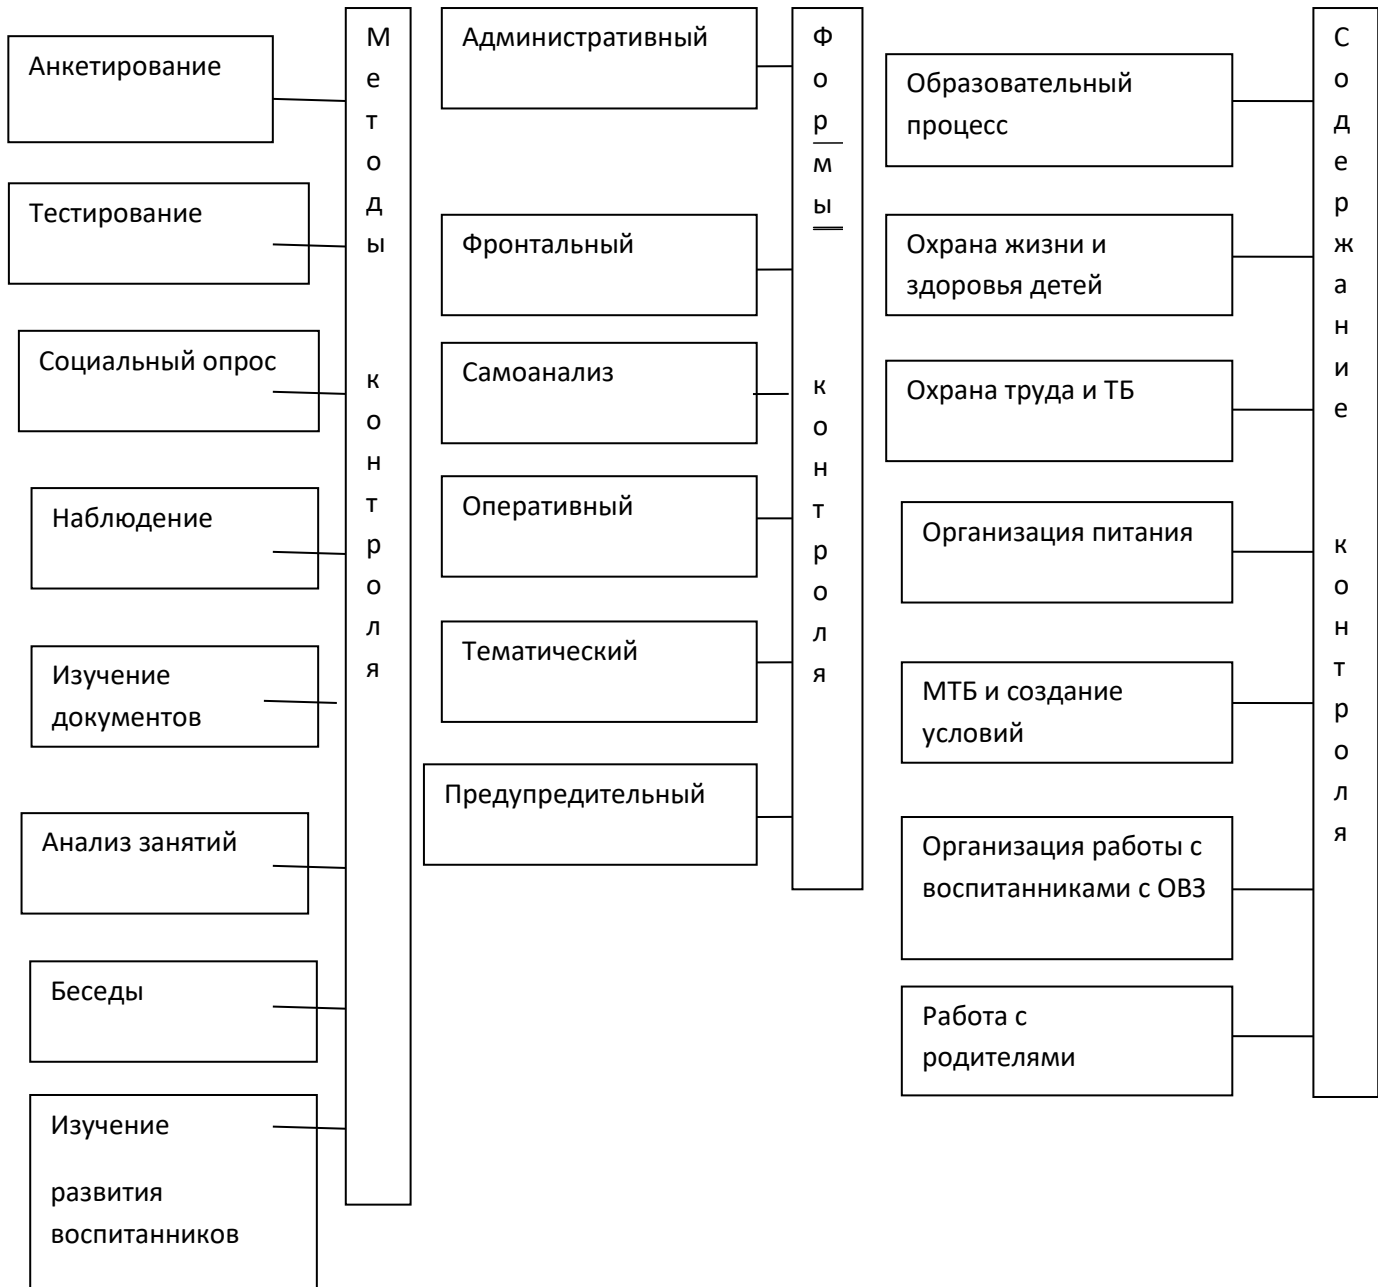 Методы контроля
Анкетирование
Тестирование
Социальный опрос
Наблюдение
Изучение
документов
Анализ занятий
Беседы
Изучение
развития
воспитанников
Формы контроля
Административный
Фронтальный
Самоанализ
Оперативный
Тематический
Предупредительный
Содержание контроля
Образовательный
процесс
Охрана жизни и
здоровья детей
Охрана труда и ТБ
Организация питания
МТБ и создание
условий
Организация работы с
воспитанниками с ОВЗ
Работа с
родителями